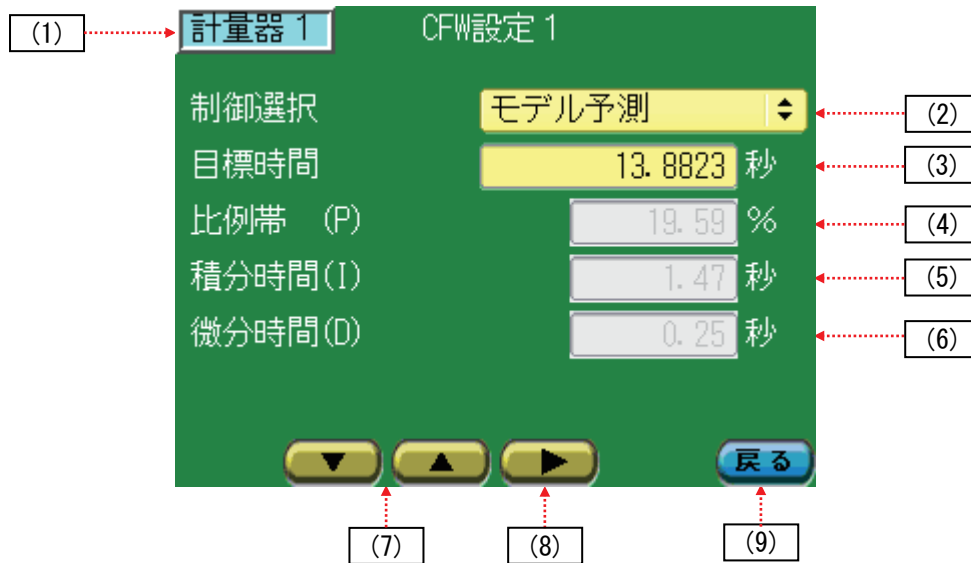 (1) 計量器 1 CFW設定 1
制御選択 モデル予測 (2)
目標時間 13.8823 秒 (3)
比例帯 (P) 19.59 % (4)
積分時間(I) 1.47 秒 (5)
微分時間(D) 0.25 秒 (6)
▼ ▲ ▶ 戻る
(7) (8) (9)